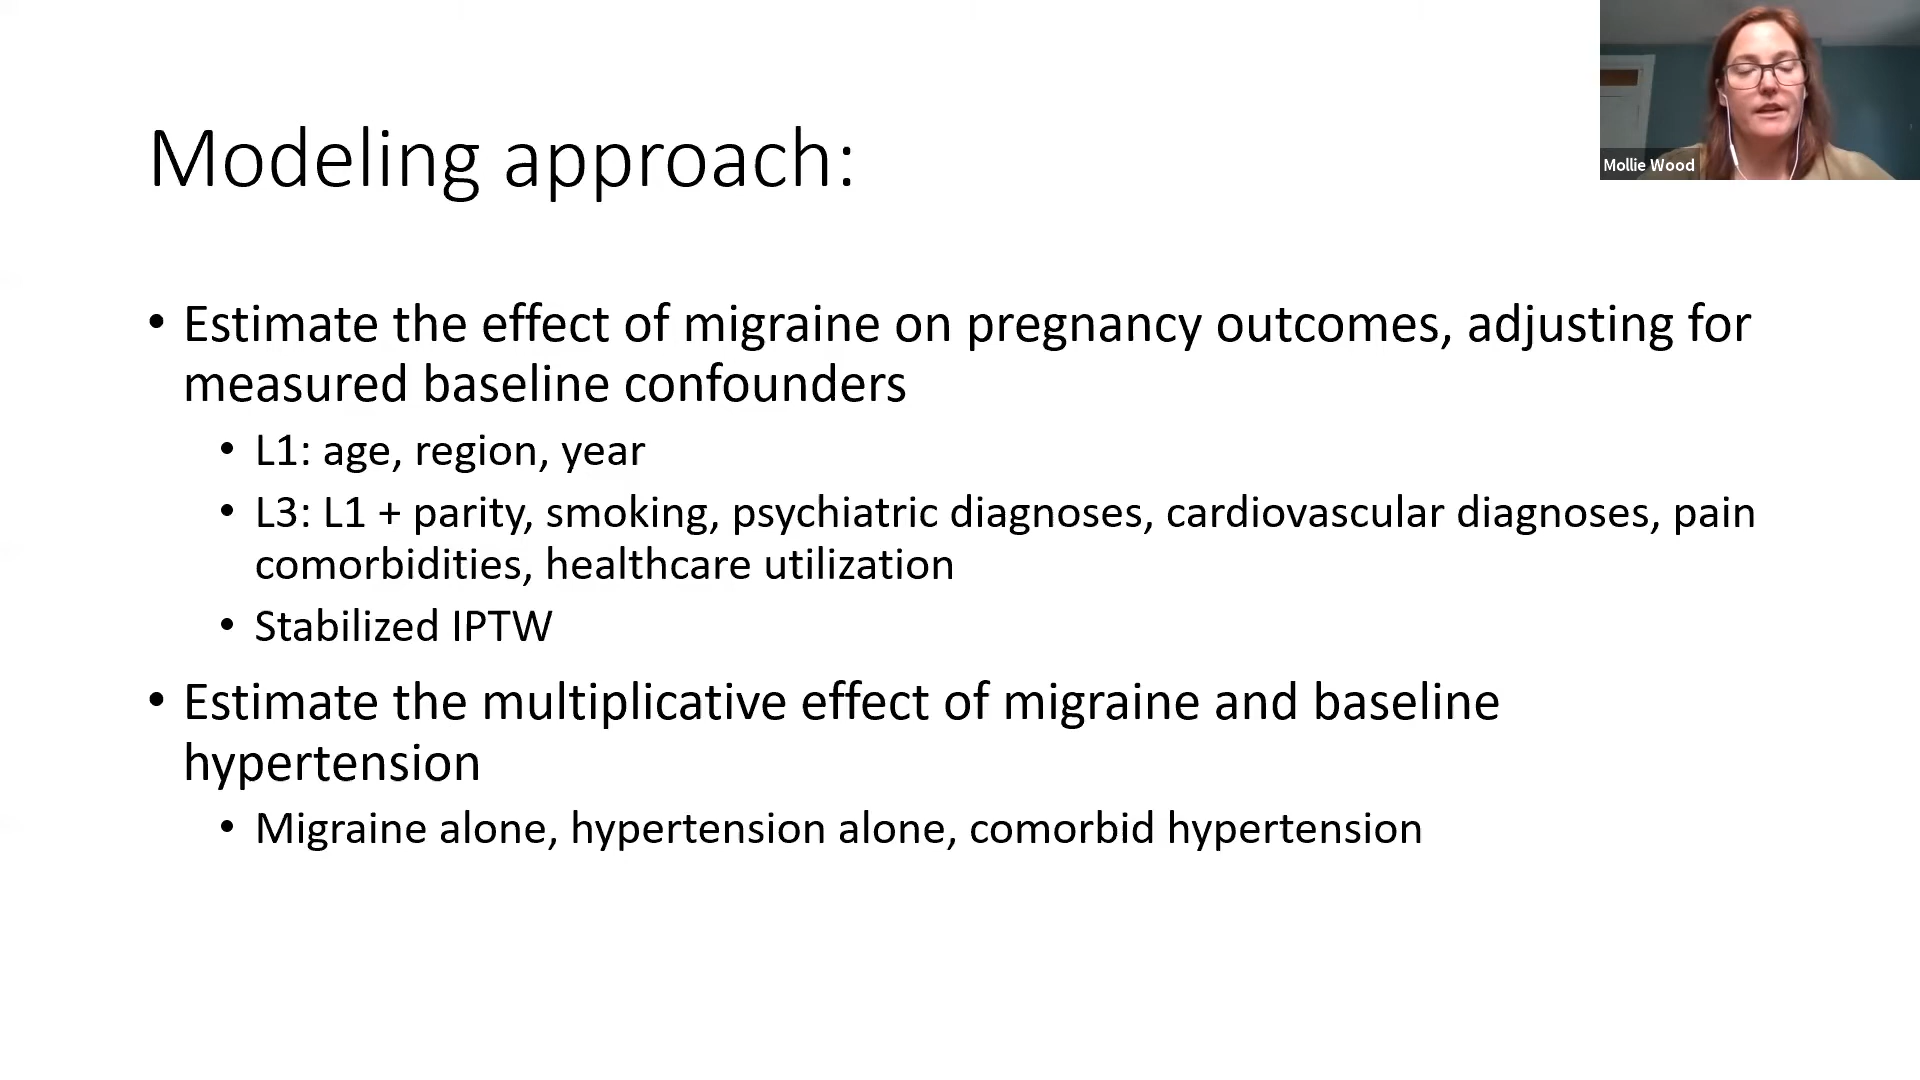 Mollie Wood
Modeling approach:
• Estimate the effect of migraine on pregnancy outcomes, adjusting for
measured baseline confounders
• L1: age, region, year
• L3: L1 + parity, smoking, psychiatric diagnoses, cardiovascular diagnoses, pain
comorbidities, healthcare utilization
• Stabilized IPTW
• Estimate the multiplicative effect of migraine and baseline
hypertension
• Migraine alone, hypertension alone, comorbid hypertension